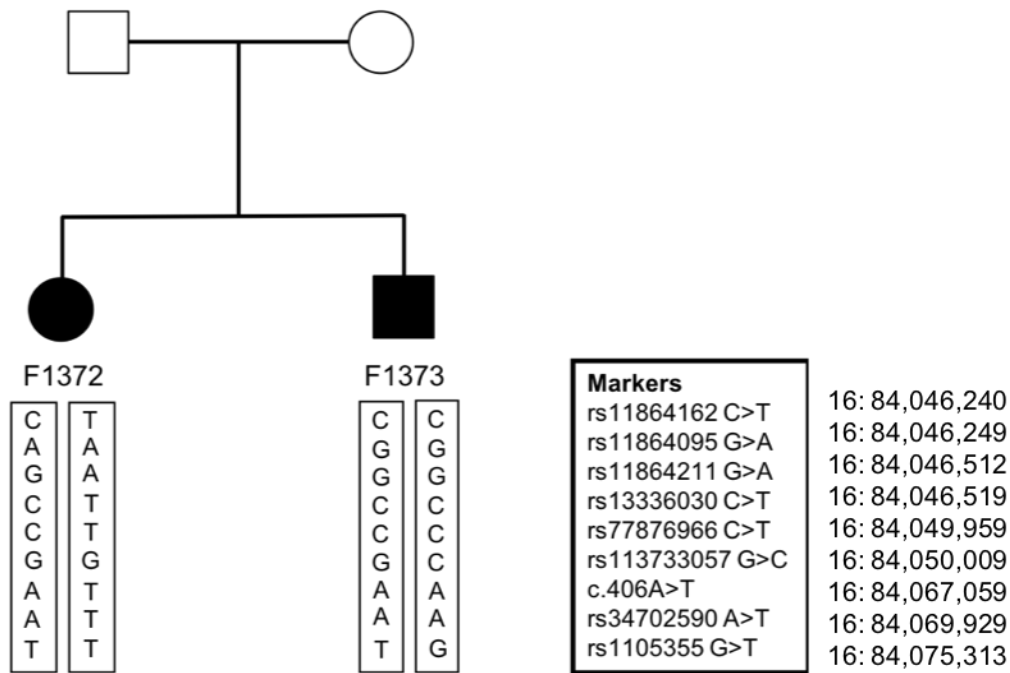 F1372
F1373
C T
A A
G A
C T
C T
G G
A T
A T
T T
C C
G G
G G
C C
C C
G C
A A
A A
T G
Markers
rs11864162 C>T
rs11864095 G>A
rs11864211 G>A
rs13336030 C>T
rs77876966 C>T
rs113733057 G>C
c.406A>T
rs34702590 A>T
rs1105355 G>T
16: 84,046,240
16: 84,046,249
16: 84,046,512
16: 84,046,519
16: 84,049,959
16: 84,050,009
16: 84,067,059
16: 84,069,929
16: 84,075,313